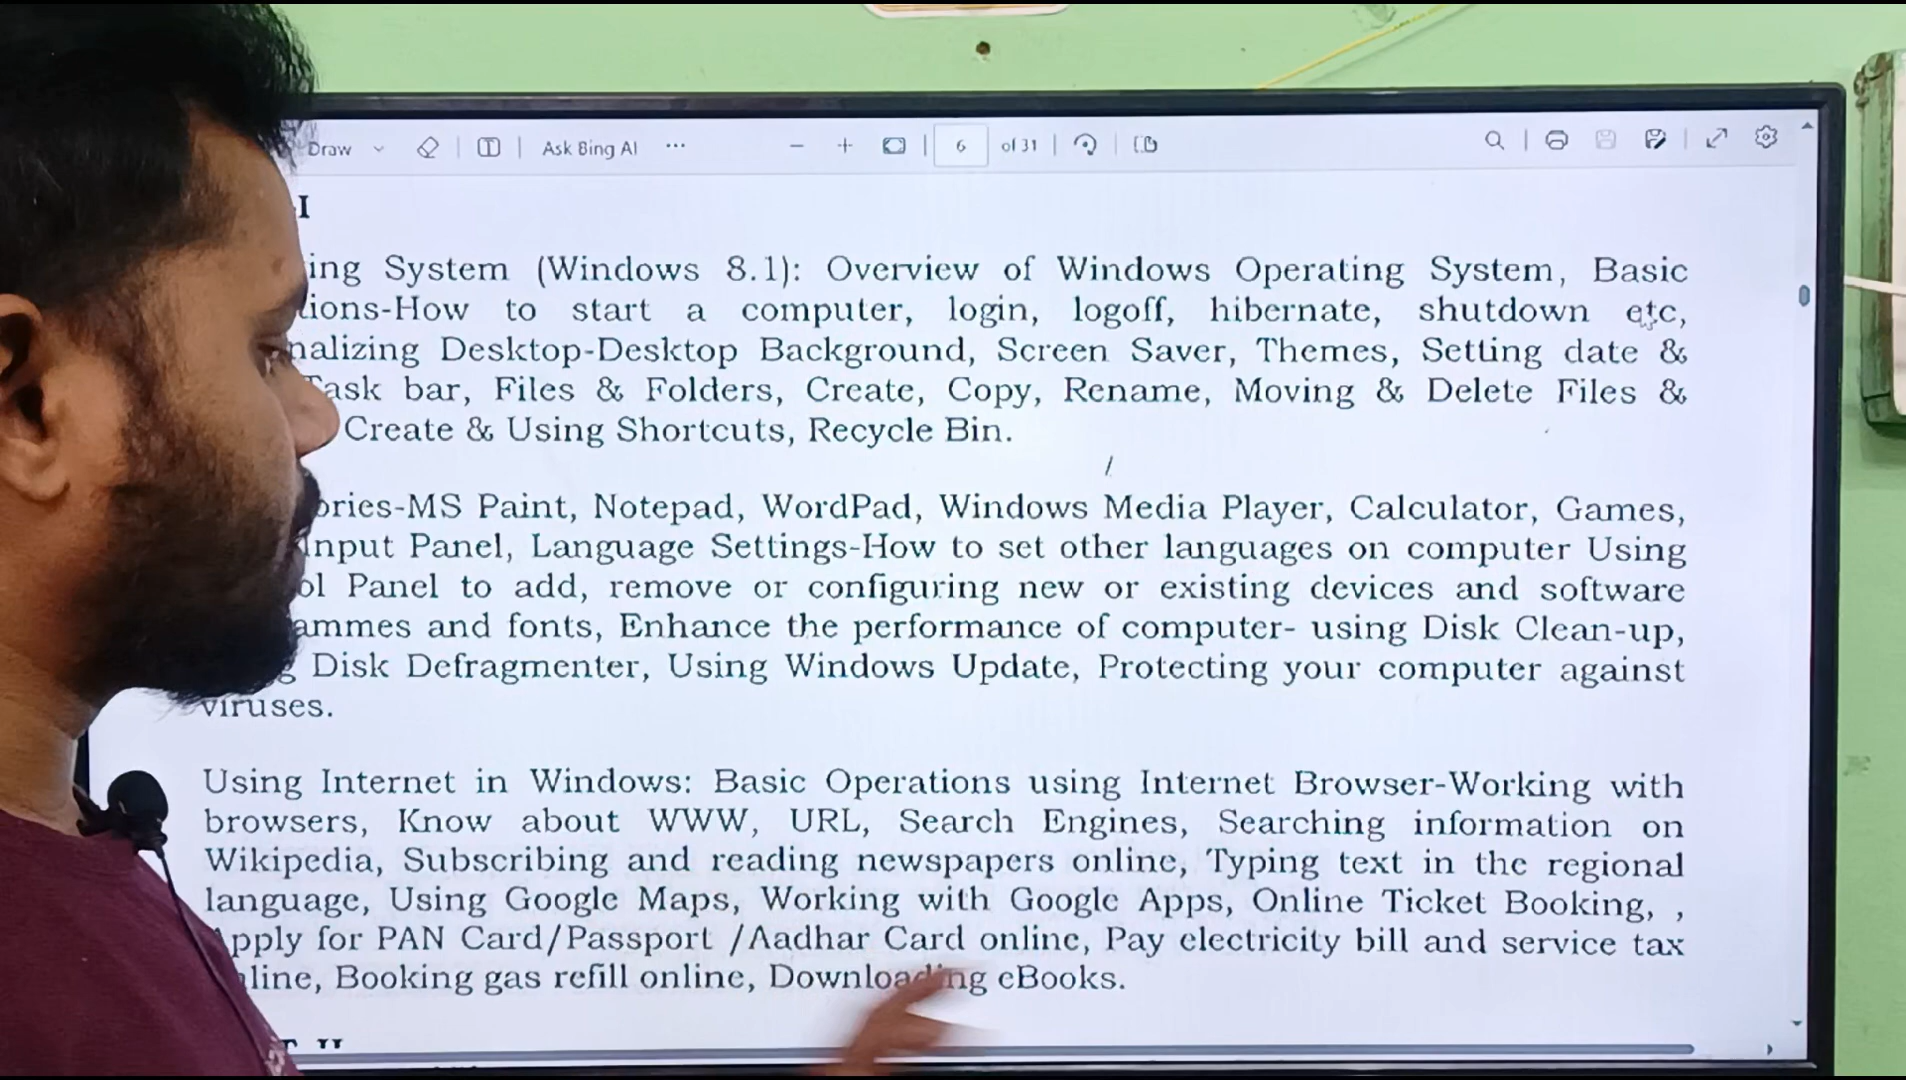 Draw Ask Bing AI ... 6 of 31
I
ing System (Windows 8.1): Overview of Windows Operating System, Basic
ions-How to start a computer, login, logoff, hibernate, shutdown etc,
nalizing Desktop-Desktop Background, Screen Saver, Themes, Setting date &
Task bar, Files & Folders, Create, Copy, Rename, Moving & Delete Files &
Create & Using Shortcuts, Recycle Bin.
ories-MS Paint, Notepad, WordPad, Windows Media Player, Calculator, Games,
Input Panel, Language Settings-How to set other languages on computer Using
ol Panel to add, remove or configuring new or existing devices and software
ammes and fonts, Enhance the performance of computer- using Disk Clean-up,
g Disk Defragmenter, Using Windows Update, Protecting your computer against
viruses.
Using Internet in Windows: Basic Operations using Internet Browser-Working with
browsers, Know about WWW, URL, Search Engines, Searching information on
Wikipedia, Subscribing and reading newspapers online, Typing text in the regional
language, Using Google Maps, Working with Google Apps, Online Ticket Booking, ,
pply for PAN Card/Passport /Aadhar Card online, Pay electricity bill and service tax
line, Booking gas refill online, Downloading eBooks.